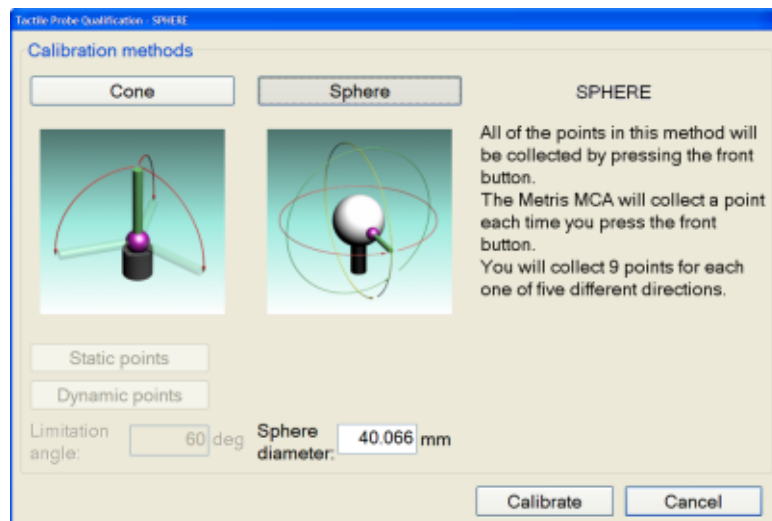 Tactile Probe Qualification - SPHERE
Calibration methods
Cone
Sphere
SPHERE
All of the points in this method will
be collected by pressing the front
button.
The Metris MCA will collect a point
each time you press the front
button.
You will collect 9 points for each
one of five different directions.
Static points
Dynamic points
Limitation
angle:
60 deg
Sphere
diameter:
40.066 mm
Calibrate
Cancel